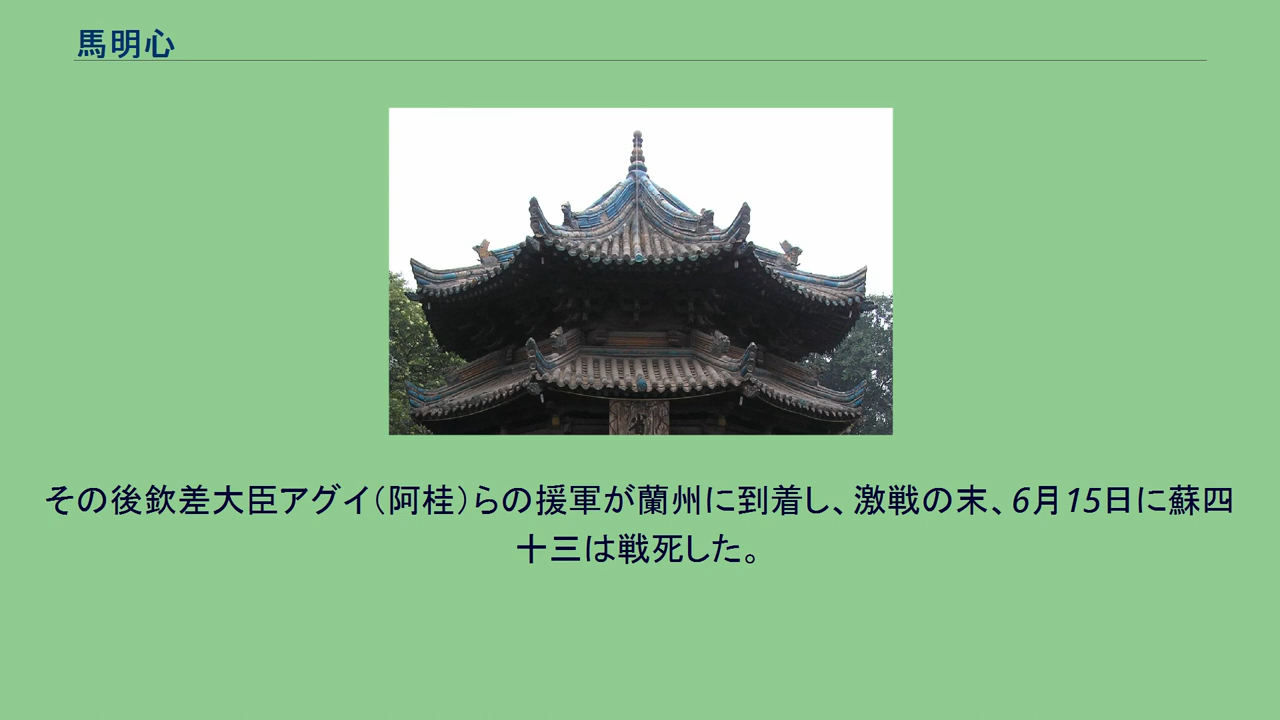 馬明心
その後欽差大臣アグイ（阿桂）らの援軍が蘭州に到着し、激戦の末、6月15日に蘇四
十三は戦死した。